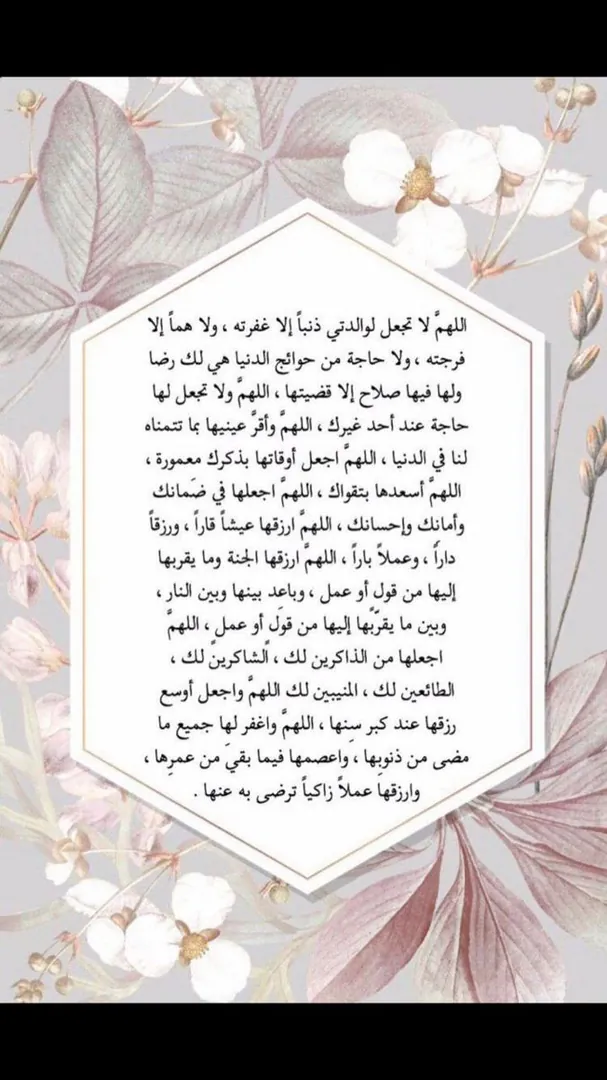 اللهمَّ لا تجعل لوالدتي ذنباً إلا غفرته ، ولا هماً إلا
فرجته ، ولا حاجة من حوائج الدنيا هي لك رضا
ولها فيها صلاح إلا قضيتها ، اللهمَّ ولا تجعل لها
حاجة عند أحد غيرك ، اللهمَّ وأقرَّ عينيها بما تتمناه
لنا في الدنيا ، اللهمَّ اجعل أوقاتها بذكرك معمورة ،
اللهمَّ أسعدها بتقواك ، اللهمَّ اجعلها في ضَمانك
وأمانك وإحسانك ، اللهمَّ ارزقها عيشاً قاراً ، ورزقاً
داراً ، وعملاً باراً ، اللهمَّ ارزقها الجنة وما يقربها
إليها من قول أو عمل ، وباعد بينها وبين النار ،
وبين ما يقرّبها إليها من قول أو عمل ، اللهمَّ
اجعلها من الذاكرين لك ، الشاكرين لك ،
الطائعين لك ، المنيبين لك اللهمَّ واجعل أوسع
رزقها عند كبر سِنها ، اللهمَّ واغفر لها جميع ما
مضى من ذنوبِها ، واعصمها فيما بقيَ من عمرِها ،
وارزقها عملاً زاكياً ترضى به عنها .